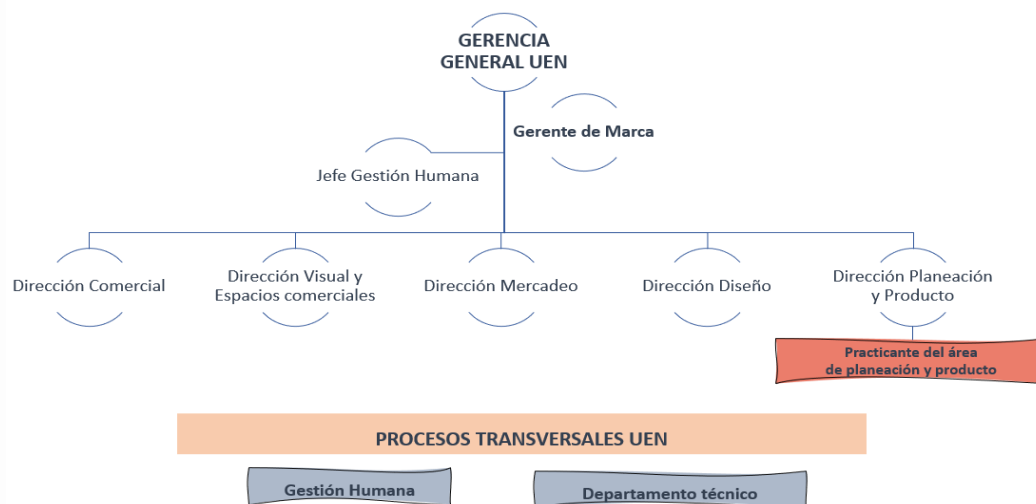 GERENCIA
GENERAL UEN
Gerente de Marca
Jefe Gestión Humana
Dirección Comercial
Dirección Visual y
Espacios comerciales
Dirección Mercadeo
Dirección Diseño
Dirección Planeación
y Producto
Practicante del área
de planeación y producto
PROCESOS TRANSVERSALES UEN
Gestión Humana
Departamento técnico